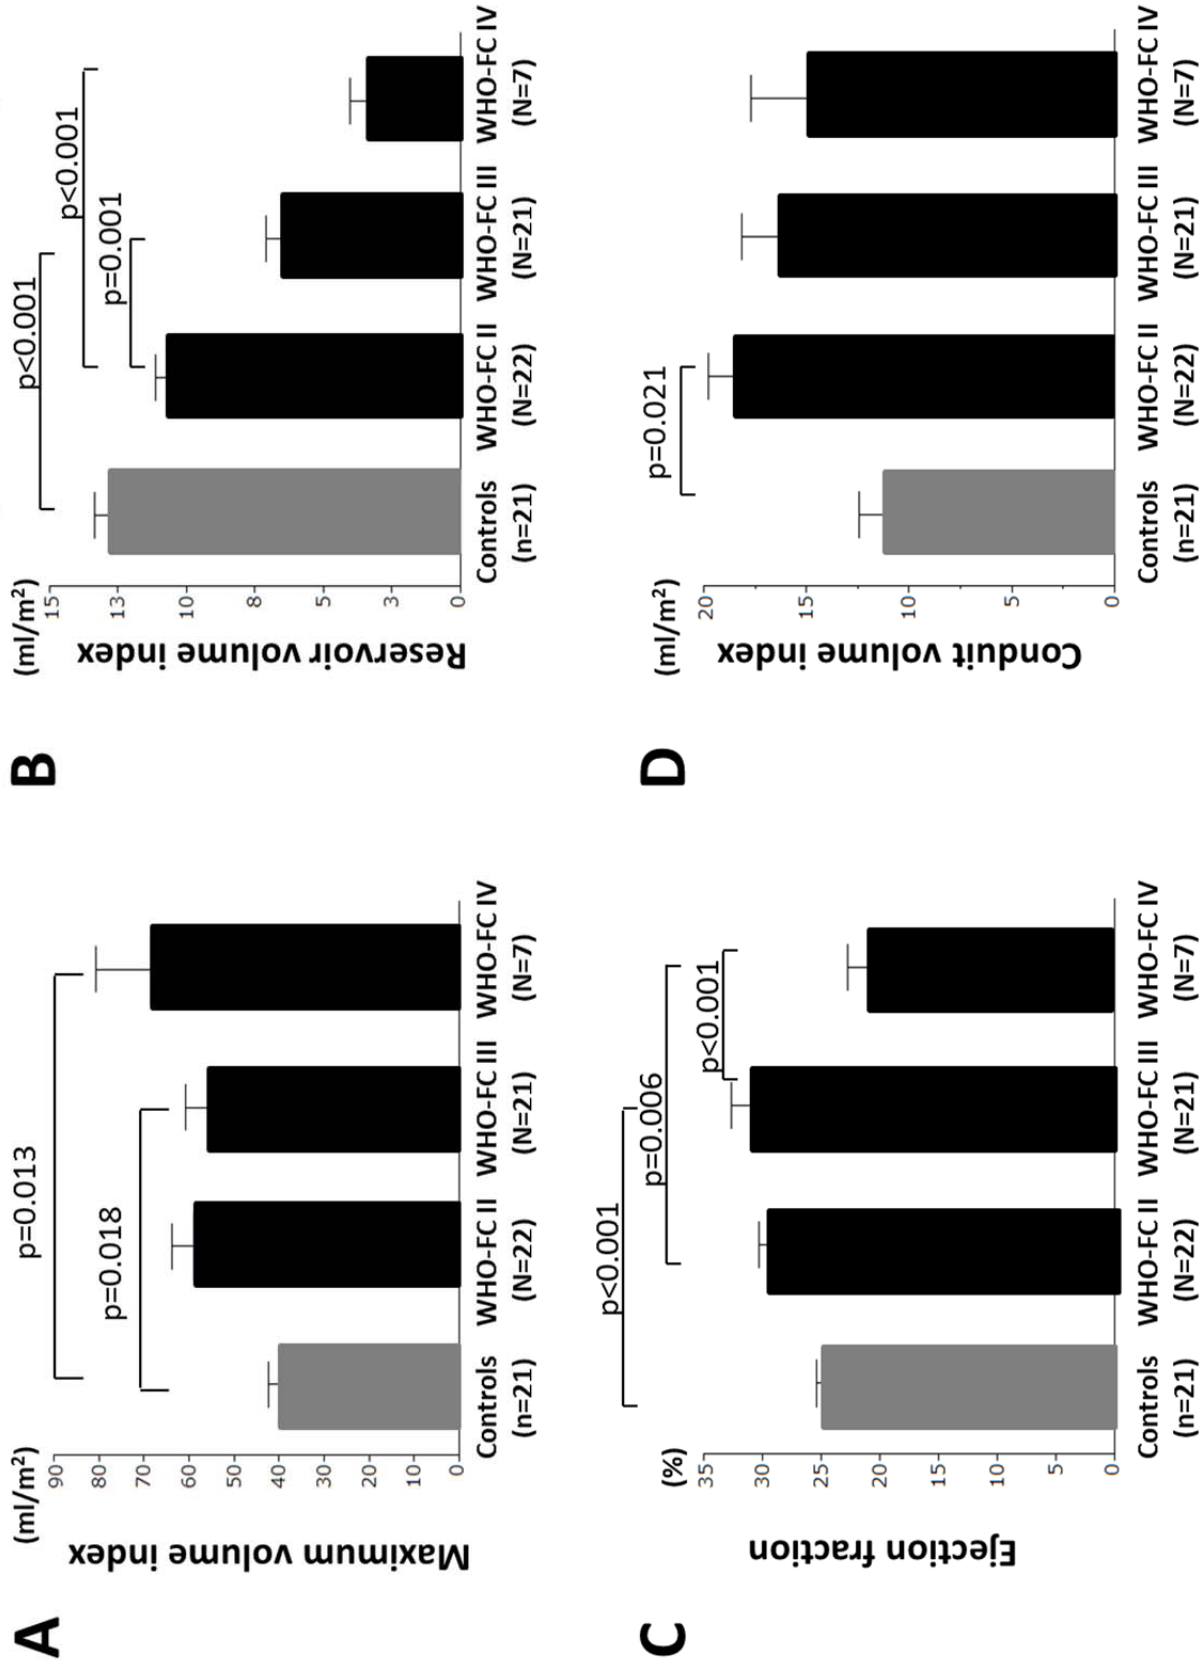 A
(ml/m²)
Maximum volume index
90
80
70
60
50
40
30
20
10
0
p=0.013
p=0.018
Controls WHO-FC II WHO-FC III WHO-FC IV
(n=21) (N=22) (N=21) (N=7)
B
(ml/m²)
Reservoir volume index
15
13
10
8
5
3
0
p<0.001
p<0.001
p=0.001
Controls WHO-FC II WHO-FC III WHO-FC IV
(n=21) (N=22) (N=21) (N=7)
C
(%)
Ejection fraction
35
30
25
20
15
10
5
0
p<0.001
p=0.006
p<0.001
Controls WHO-FC II WHO-FC III WHO-FC IV
(n=21) (N=22) (N=21) (N=7)
D
(ml/m²)
Conduit volume index
20
15
10
5
0
p=0.021
Controls WHO-FC II WHO-FC III WHO-FC IV
(n=21) (N=22) (N=21) (N=7)